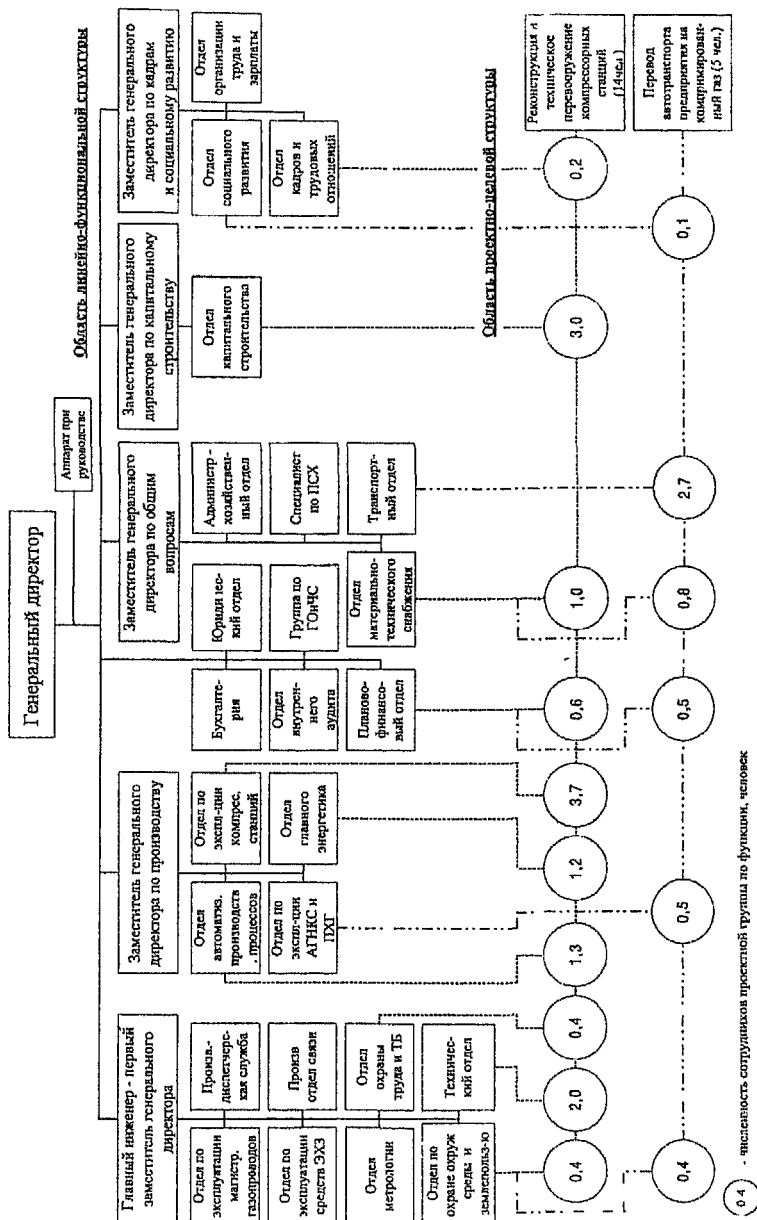 Генеральный директор
Аппарат при
руководстве
Область линейно-функциональной структуры
Главный инженер - первый
заместитель генерального
директора
Заместитель генерального
директора по производству
Заместитель генерального
директора по общим
вопросам
Заместитель генерального
директора по капитальному
строительству
Заместитель генерального
директора по кадрам
и социальному развитию
Отдел по
эксплуатации
магистр.
газопроводов
Произв.-
диспетчерс-
кая служба
Отдел по
эксплуатации
средств ЭХЗ
Произв
отдел связи
Отдел
метрологии
Отдел
охраны
труда и ТБ
Отдел по
охране окруж
среды и
землепольз-ю
Техничес-
кий отдел
Отдел
автоматиз.
производств
. процессов
Отдел по
экспл-ции
компрес,
станций
Отдел по
экспл-ции
АГНКС и
ПХГ
Отдел
главного
энергетика
Бухгалте-
рия
Юридичес-
кий отдел
Отдел
внутрен-
него
аудита
Группа по
ГОиЧС
Планово-
финансо-
вый отдел
Админист-
хозяйствен-
ный отдел
Специалист
по ПСХ
Отдел
материально-
технического
снабжения
Транспорт-
ный отдел
Отдел
капитального
строительства
Отдел
социального
развития
Отдел
организации
труда и
зарплаты
Отдел
кадров и
трудовых
отношений
Область проектно-целевой структуры
0,4
2,0
0,4
1,3
1,2
3,7
0,6
1,0
3,0
0,2
Реконструкция и
техническое
перевооружение
компрессорных
станций
(14чел)
0,4
0,5
0,5
0,8
2,7
0,1
Перевод
автотранспорта
предприятия на
компримирован-
ный газ (5 чел.)
0 4 - численность сотрудников проектной группы по функции, человек